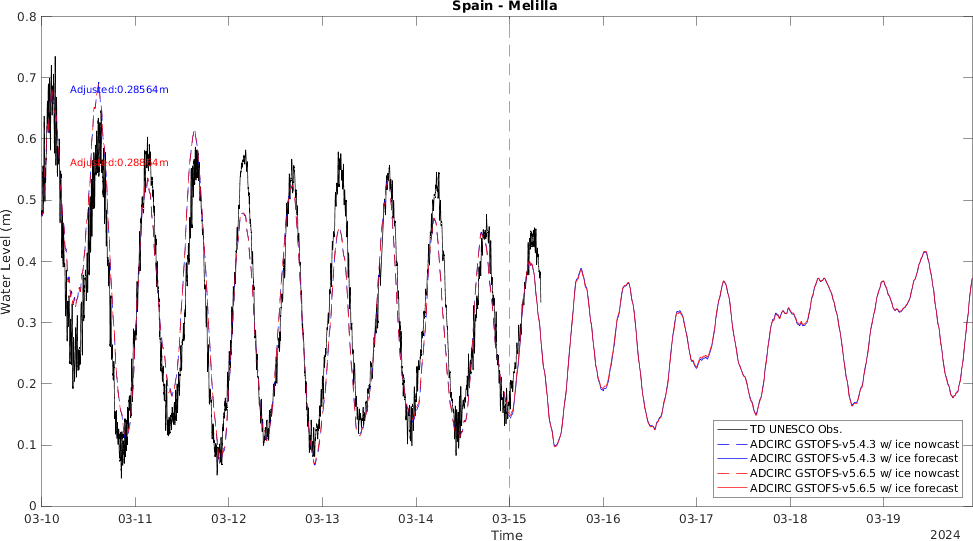 Spain - Melilla
0.8
0.7
0.6
0.5
0.4
0.3
0.2
0.1
0
Water Level (m)
Adjusted:0.28564m
Adjusted:0.28864m
TD UNESCO Obs.
ADCIRC GSTOFS-v5.4.3 w/ ice nowcast
ADCIRC GSTOFS-v5.4.3 w/ ice forecast
ADCIRC GSTOFS-v5.6.5 w/ ice nowcast
ADCIRC GSTOFS-v5.6.5 w/ ice forecast
03-10 03-11 03-12 03-13 03-14 03-15 03-16 03-17 03-18 03-19
Time
2024